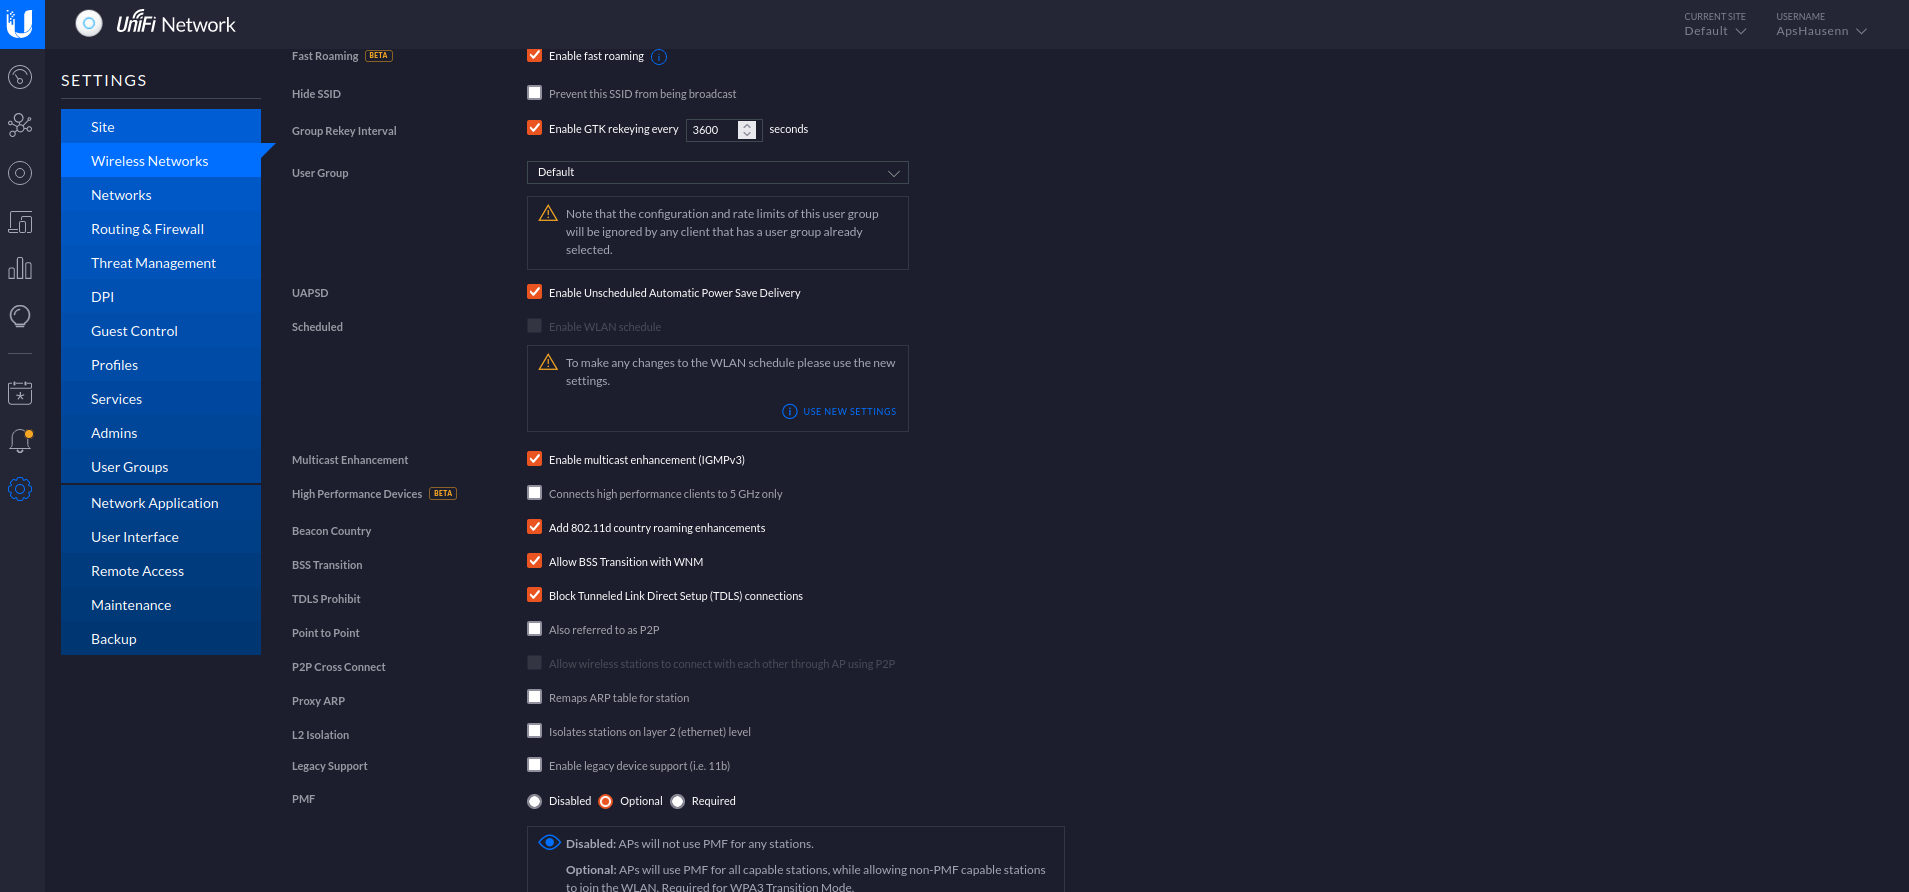 UniFi Network
CURRENT SITE
Default
USERNAME
ApsHausenn
SETTINGS
Site
Wireless Networks
Networks
Routing & Firewall
Threat Management
DPI
Guest Control
Profiles
Services
Admins
User Groups
Network Application
User Interface
Remote Access
Maintenance
Backup
Fast Roaming BETA Enable fast roaming
Hide SSID Prevent this SSID from being broadcast
Group Rekey Interval Enable GTK rekeying every 3600 seconds
User Group Default
Note that the configuration and rate limits of this user group
will be ignored by any client that has a user group already
selected.
UAPSD Enable Unscheduled Automatic Power Save Delivery
Scheduled Enable WLAN schedule
To make any changes to the WLAN schedule please use the new
settings.
USE NEW SETTINGS
Multicast Enhancement Enable multicast enhancement (IGMPv3)
High Performance Devices BETA Connects high performance clients to 5 GHz only
Beacon Country Add 802.11d country roaming enhancements
BSS Transition Allow BSS Transition with WNM
TDLS Prohibit Block Tunneled Link Direct Setup (TDLS) connections
Point to Point Also referred to as P2P
P2P Cross Connect Allow wireless stations to connect with each other through AP using P2P
Proxy ARP Remaps ARP table for station
L2 Isolation Isolates stations on layer 2 (ethernet) level
Legacy Support Enable legacy device support (i.e. 11b)
PMF Disabled Optional Required
Disabled: APs will not use PMF for any stations.
Optional: APs will use PMF for all capable stations, while allowing non-PMF capable stations
to join the WLAN. Required for WPA3 Transition Mode.